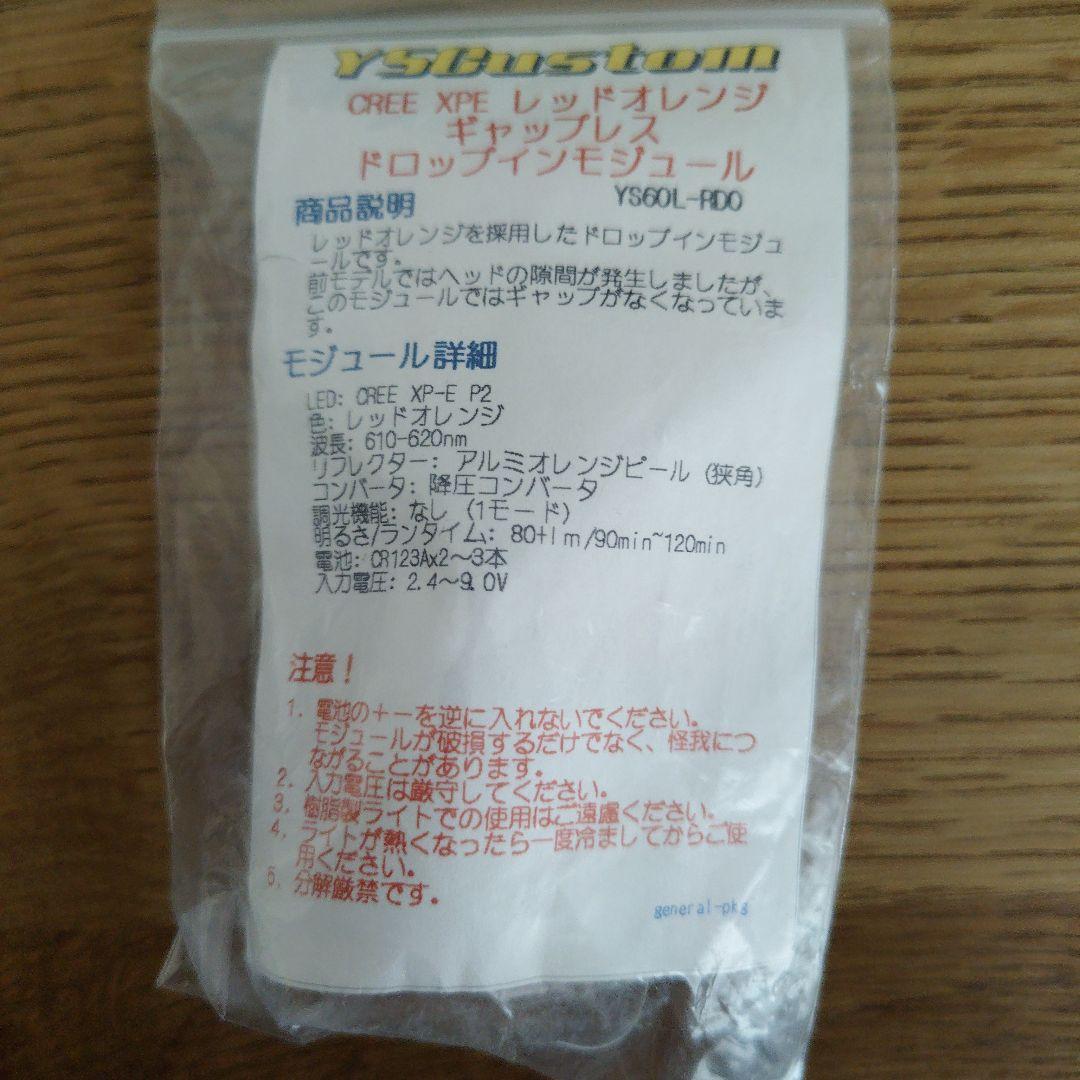 YSCustom
CREE XPE レッドオレンジ
ギャップレス
ドロップインモジュール
YS60L-RDO
商品説明
レッドオレンジを採用したドロップインモジュ
ールです。
前モデルではヘッドの隙間が発生しましたが、
このモジュールではギャップがなくなっていま
す。
モジュール詳細
LED: CREE XP-E P2
色: レッドオレンジ
波長: 610-620nm
リフレクター: アルミオレンジピール (狭角)
コンバータ: 降圧コンバータ
調光機能: なし (1モード)
明るさ/ランタイム: 80+lm/90min~120min
電池: CR123Ax2～3本
入力電圧: 2.4～9.0V
注意！
1. 電池の＋－を逆に入れないでください。
モジュールが破損するだけでなく、怪我につ
ながることがあります。
2. 入力電圧は厳守してください。
3. 樹脂製ライトでの使用はご遠慮ください。
4. ライトが熱くなったら一度冷ましてからご使
用ください。
5. 分解厳禁です。
general-pkg